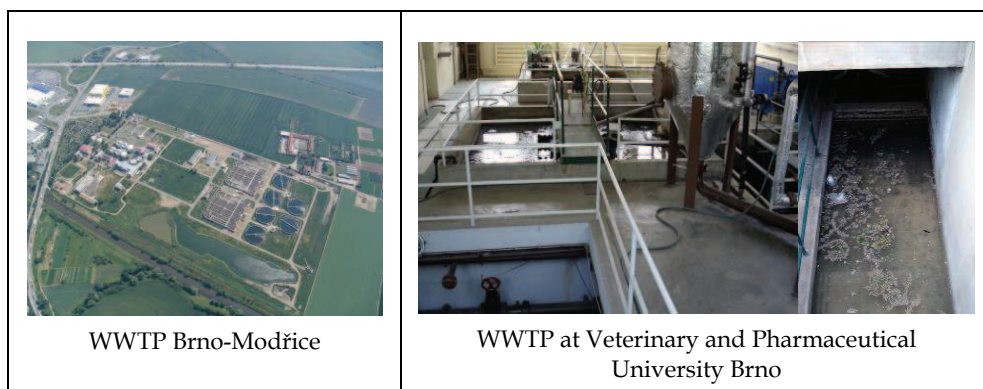 WWTP Brno-Modřice
WWTP at Veterinary and Pharmaceutical
University Brno